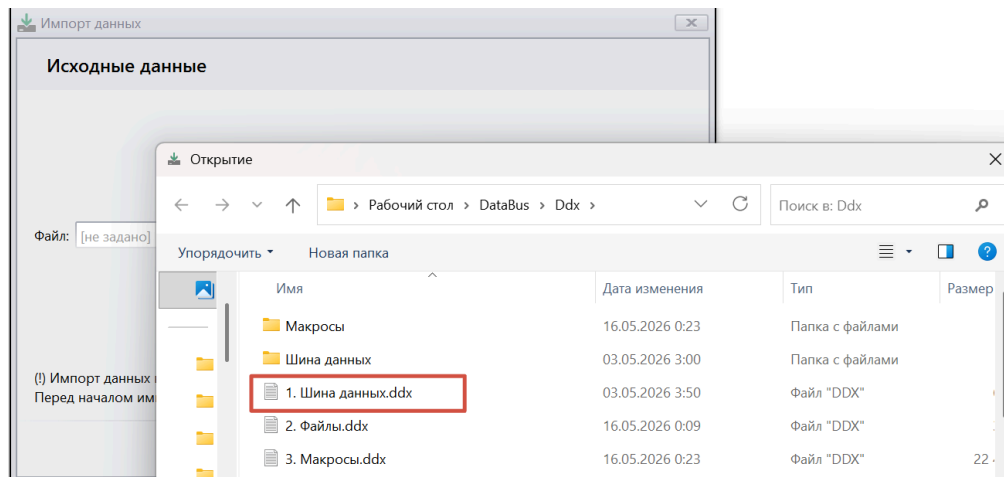 Импорт данных
Исходные данные
Открытие
Рабочий стол > DataBus > Ddx >
Поиск в: Ddx
Файл: [не задано]
Упорядочить Новая папка
Имя Дата изменения Тип Размер
Макросы 16.05.2026 0:23 Папка с файлами
Шина данных 03.05.2026 3:00 Папка с файлами
(!) Импорт данных
1. Шина данных.ddx 03.05.2026 3:50 Файл "DDX"
Перед началом
2. Файлы.ddx 16.05.2026 0:09 Файл "DDX"
3. Макросы.ddx 16.05.2026 0:23 Файл "DDX" 22